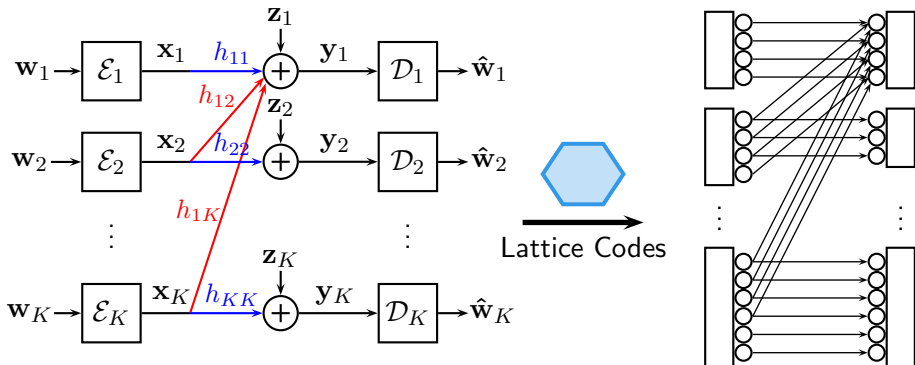 𝐳₁
𝐰₁ ℰ₁ 𝐱₁ h₁₁ + 𝐲₁ 𝒟₁ 𝐰̂₁
h₁₂
𝐳₂
𝐰₂ ℰ₂ 𝐱₂ h₂₂ + 𝐲₂ 𝒟₂ 𝐰̂₂
h₁K
⋮ ⋮ ⋮ ⋮
Lattice Codes
𝐳K
𝐰K ℰK 𝐱K hKK + 𝐲K 𝒟K 𝐰̂K